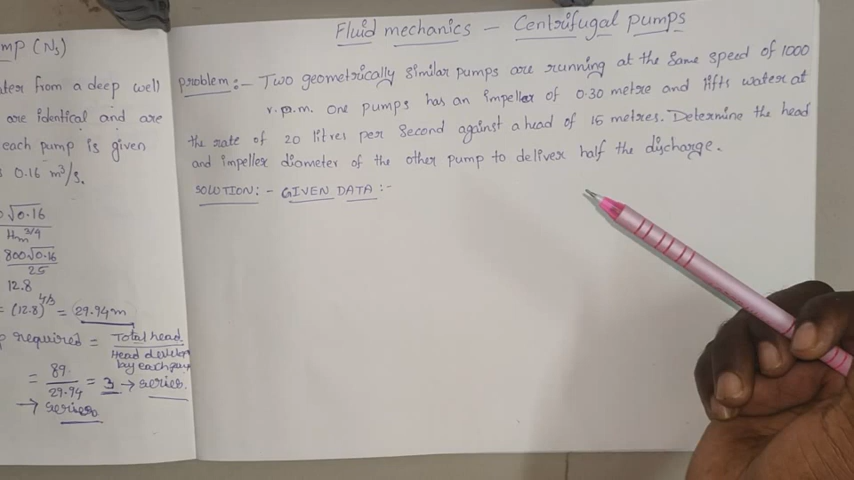 mp (Ns)
ater from a deep well
are identical and are
each pump is given
0.16 m³/s.
√0.16
Hm^3/4
800√0.16
25
12.8
= (12.8)^4/3 = 29.94m
required = Total head
Head develop
by each pump
= 89 / 29.94 = 3 → series.
→ series
Fluid mechanics - Centrifugal pumps
problem:- Two geometrically similar pumps are running at the same speed of 1000
r.p.m. One pumps has an impeller of 0.30 metre and lifts water at
the rate of 20 litres per second against a head of 15 metres. Determine the head
and impeller diameter of the other pump to deliver half the discharge.
SOLUTION:- GIVEN DATA:-